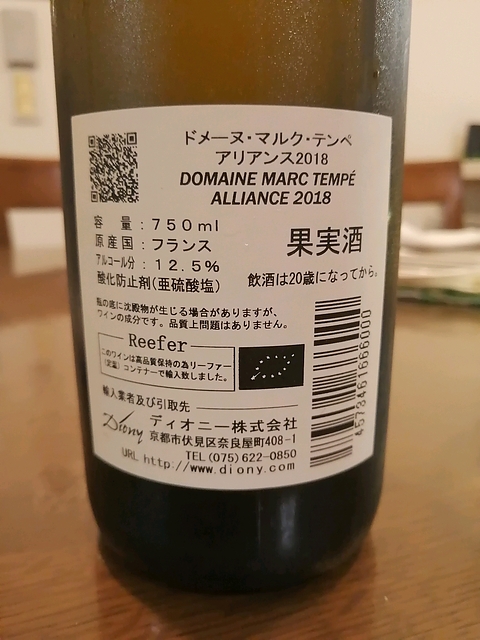 ドメーヌ・マルク・テンペ
アリアンス2018
DOMAINE MARC TEMPÉ
ALLIANCE 2018
容 量 : 750ml
原産国 : フランス
アルコール分 : 12.5%
酸化防止剤(亜硫酸塩)
果実酒
飲酒は20歳になってから。
瓶の底に沈殿物が生じる場合がありますが、
ワインの成分です。品質上問題はありません。
Reefer
このワインは高品質保持の為リーファー
(定温)コンテナーで輸入致しました。
輸入業者及び引取先
Diony ディオニー株式会社
京都市伏見区奈良屋町408-1
TEL(075)622-0850
URL http://www.diony.com
4573461666000